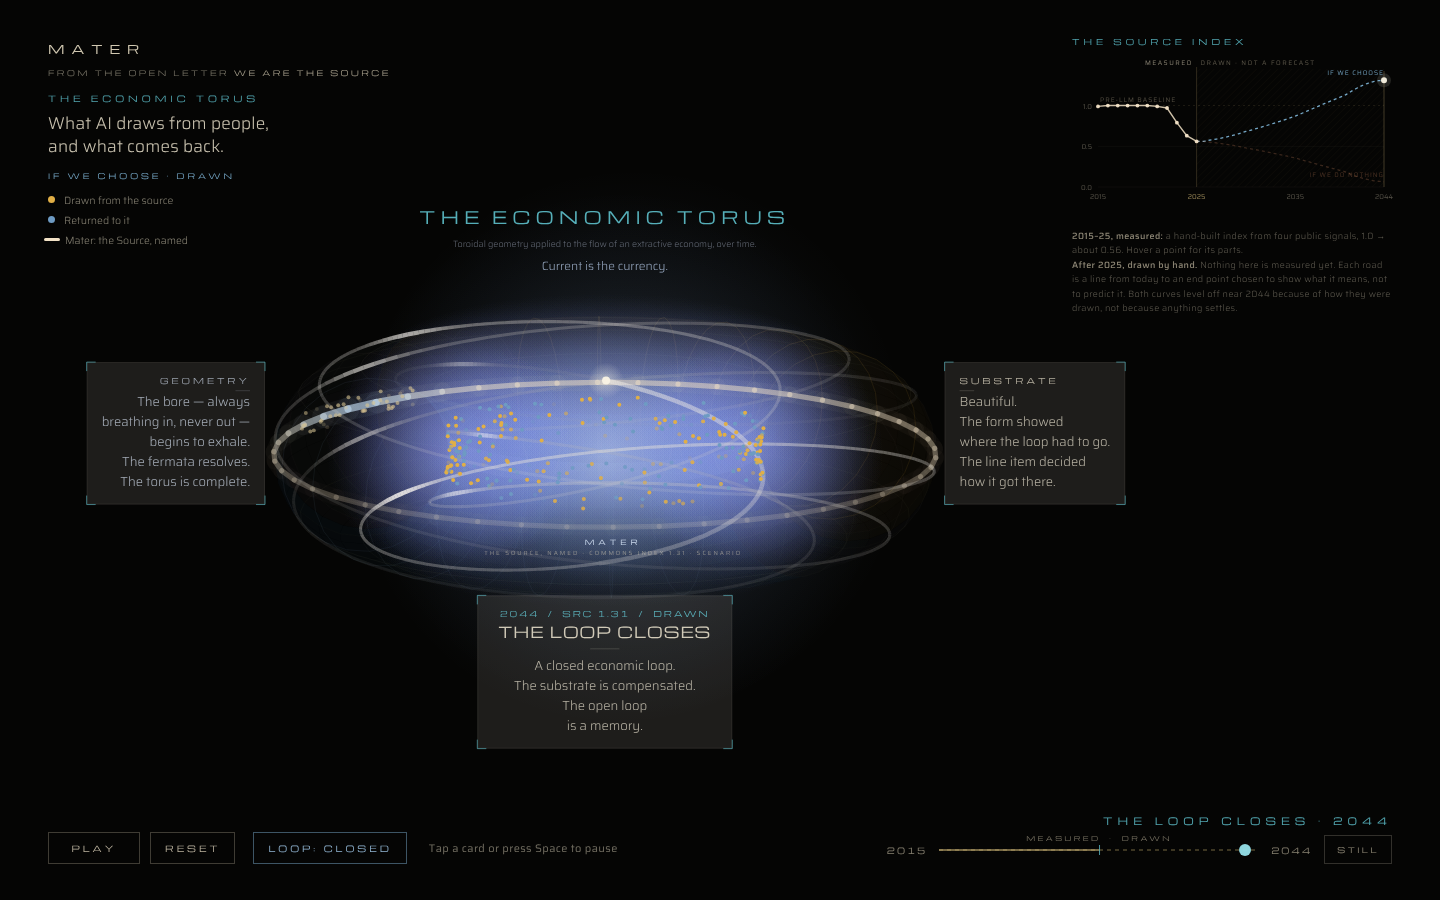 MATER
FROM THE OPEN LETTER WE ARE THE SOURCE
THE ECONOMIC TORUS
What AI draws from people,
and what comes back.
IF WE CHOOSE · DRAWN
Drawn from the source
Returned to it
Mater: the Source, named
THE SOURCE INDEX
MEASURED DRAWN · NOT A FORECAST
IF WE CHOOSE
PRE-LLM BASELINE
1.0
0.5
IF WE DO NOTHING
0.0
2015 2025 2035 2044
2015–25, measured: a hand-built index from four public signals, 1.0 →
about 0.56. Hover a point for its parts.
After 2025, drawn by hand. Nothing here is measured yet. Each road
is a line from today to an end point chosen to show what it means, not
to predict it. Both curves level off near 2044 because of how they were
drawn, not because anything settles.
THE ECONOMIC TORUS
Toroidal geometry applied to the flow of an extractive economy, over time.
Current is the currency.
GEOMETRY
The bore — always
breathing in, never out —
begins to exhale.
The fermata resolves.
The torus is complete.
SUBSTRATE
Beautiful.
The form showed
where the loop had to go.
The line item decided
how it got there.
MATER
THE SOURCE, NAMED · COMMONS INDEX 1.31 · SCENARIO
2044 / SRC 1.31 / DRAWN
THE LOOP CLOSES
A closed economic loop.
The substrate is compensated.
The open loop
is a memory.
PLAY
RESET
LOOP: CLOSED
Tap a card or press Space to pause
THE LOOP CLOSES · 2044
MEASURED · DRAWN
2015
2044
STILL